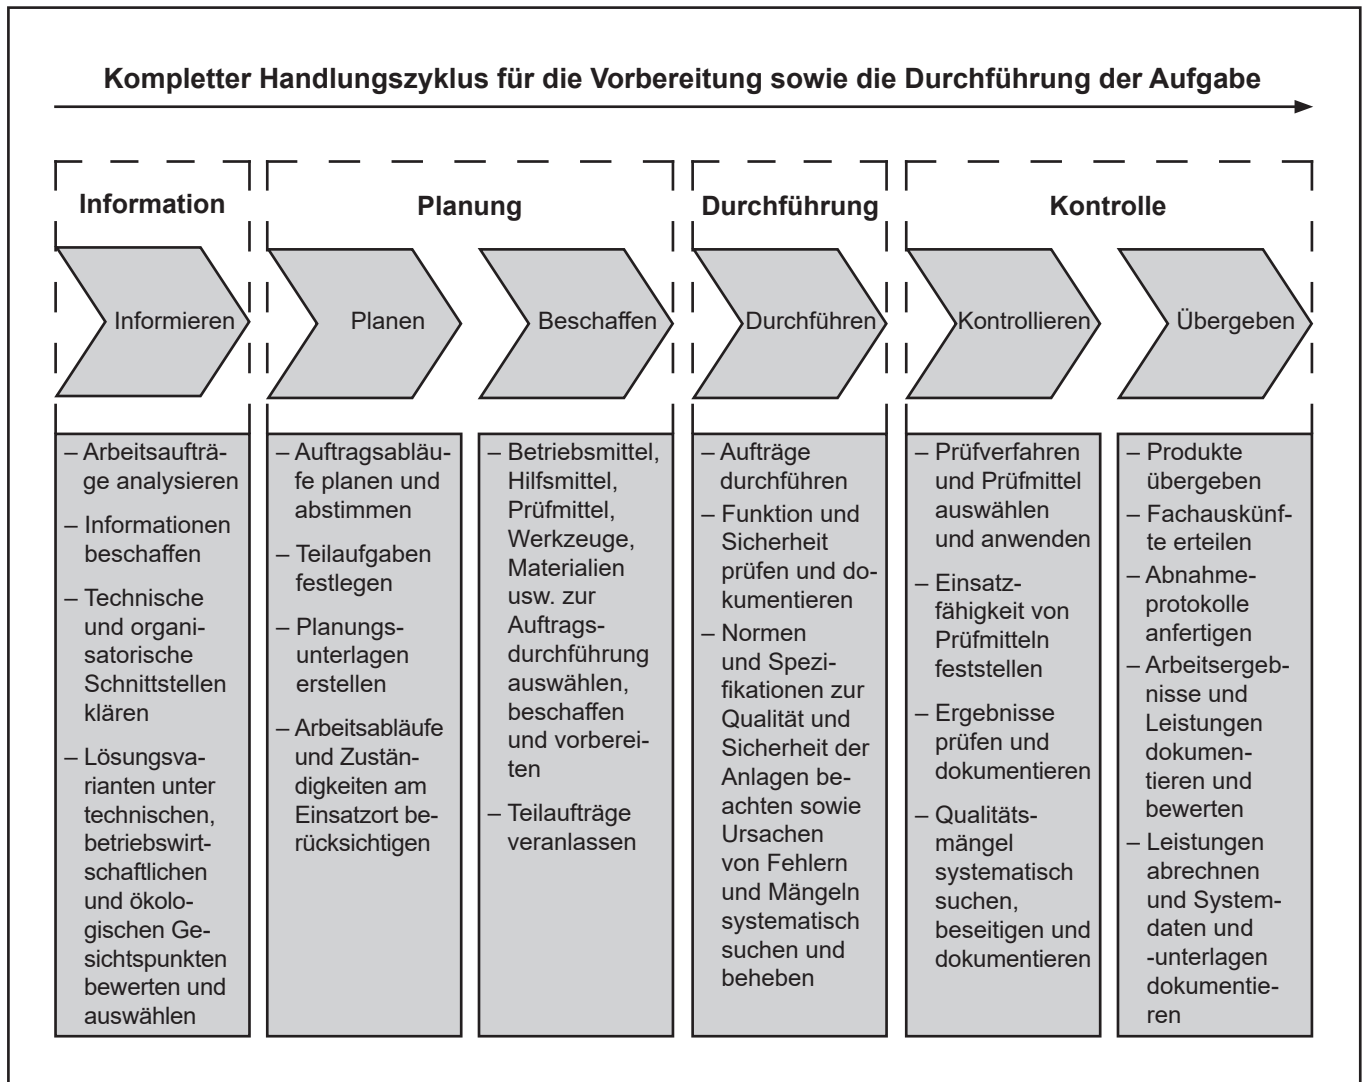 Kompletter Handlungszyklus für die Vorbereitung sowie die Durchführung der Aufgabe
Information
Planung
Durchführung
Kontrolle
Informieren
Planen
Beschaffen
Durchführen
Kontrollieren
Übergeben
– Arbeitsaufträ-
ge analysieren
– Informationen
beschaffen
– Technische
und organi-
satorische
Schnittstellen
klären
– Lösungsva-
rianten unter
technischen,
betriebswirt-
schaftlichen
und ökolo-
gischen Ge-
sichtspunkten
bewerten und
auswählen
– Auftragsabläu-
fe planen und
abstimmen
– Teilaufgaben
festlegen
– Planungs-
unterlagen
erstellen
– Arbeitsabläufe
und Zustän-
digkeiten am
Einsatzort be-
rücksichtigen
– Betriebsmittel,
Hilfsmittel,
Prüfmittel,
Werkzeuge,
Materialien
usw. zur
Auftrags-
durchführung
auswählen,
beschaffen
und vorberei-
ten
– Teilaufträge
veranlassen
– Aufträge
durchführen
– Funktion und
Sicherheit
prüfen und do-
kumentieren
– Normen
und Spezi-
fikationen zur
Qualität und
Sicherheit der
Anlagen be-
achten sowie
Ursachen
von Fehlern
und Mängeln
systematisch
suchen und
beheben
– Prüfverfahren
und Prüfmittel
auswählen
und anwenden
– Einsatz-
fähigkeit von
Prüfmitteln
feststellen
– Ergebnisse
prüfen und
dokumentieren
– Qualitäts-
mängel
systematisch
suchen,
beseitigen und
dokumentieren
– Produkte
übergeben
– Fachauskünf-
te erteilen
– Abnahme-
protokolle
anfertigen
– Arbeitsergeb-
nisse und
Leistungen
dokumen-
tieren und
bewerten
– Leistungen
abrechnen
und System-
daten und
-unterlagen
dokumentie-
ren